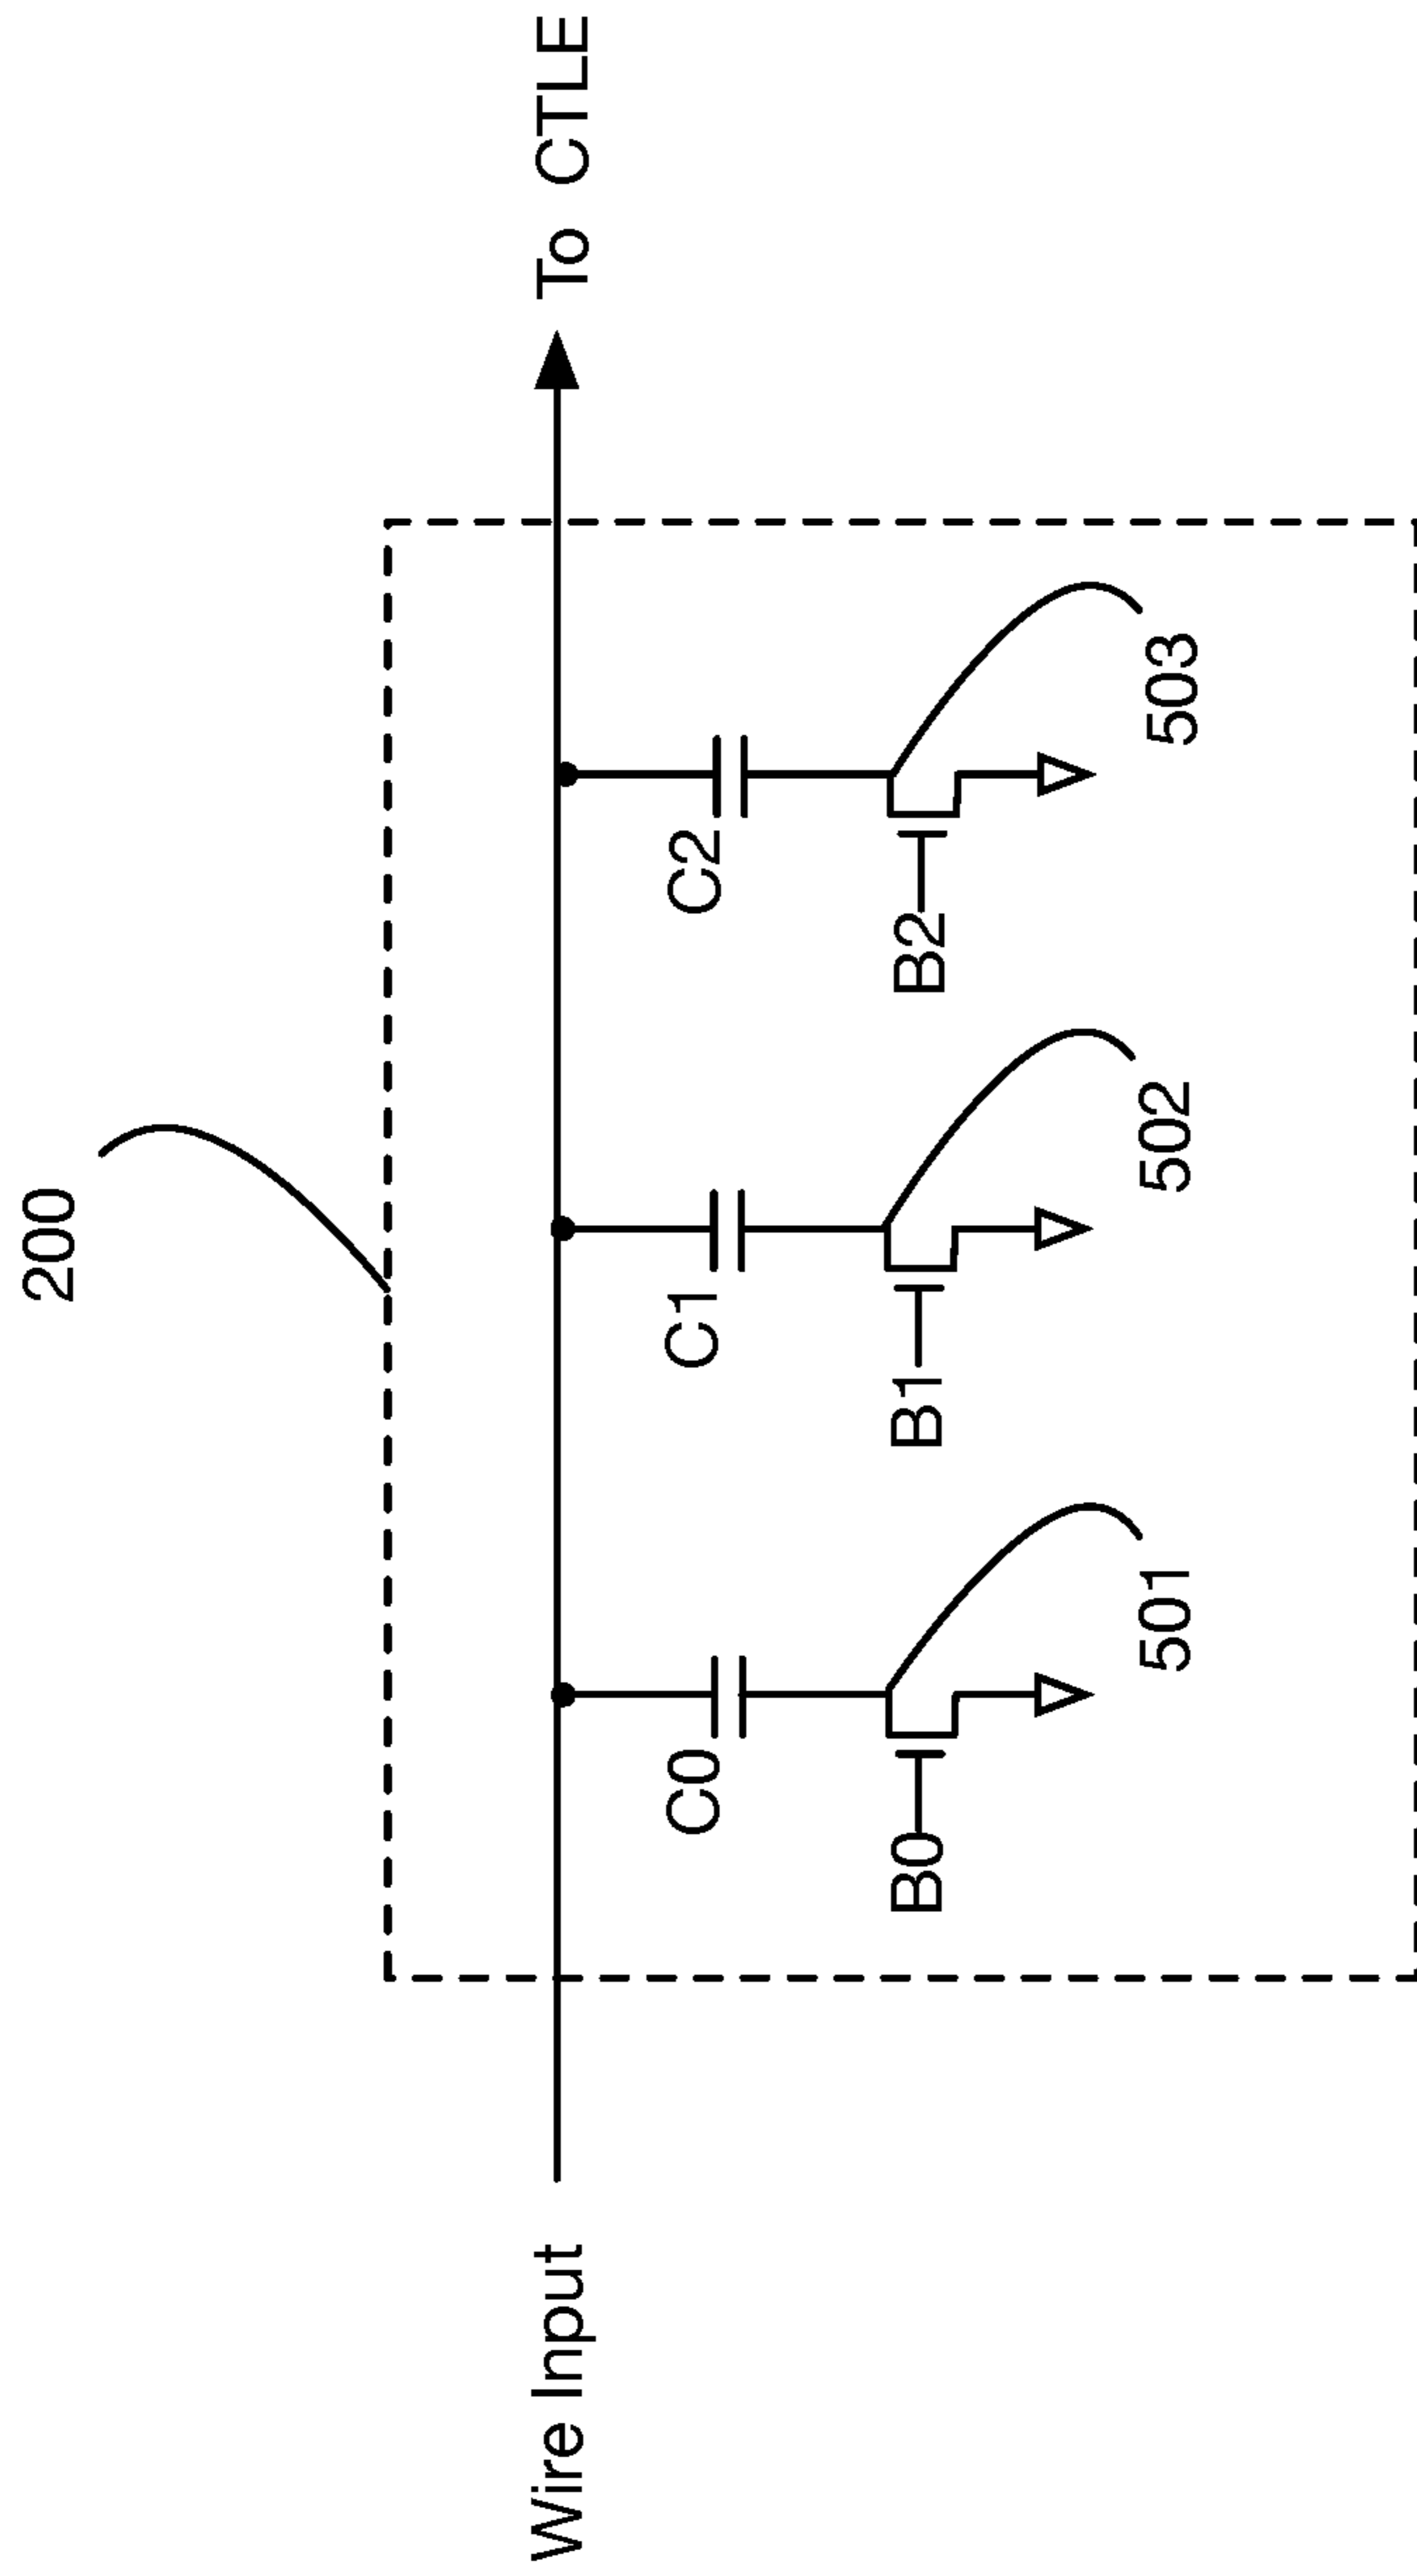 200
Wire Input
To CTLE
C0
C1
C2
B0
B1
B2
501
502
503